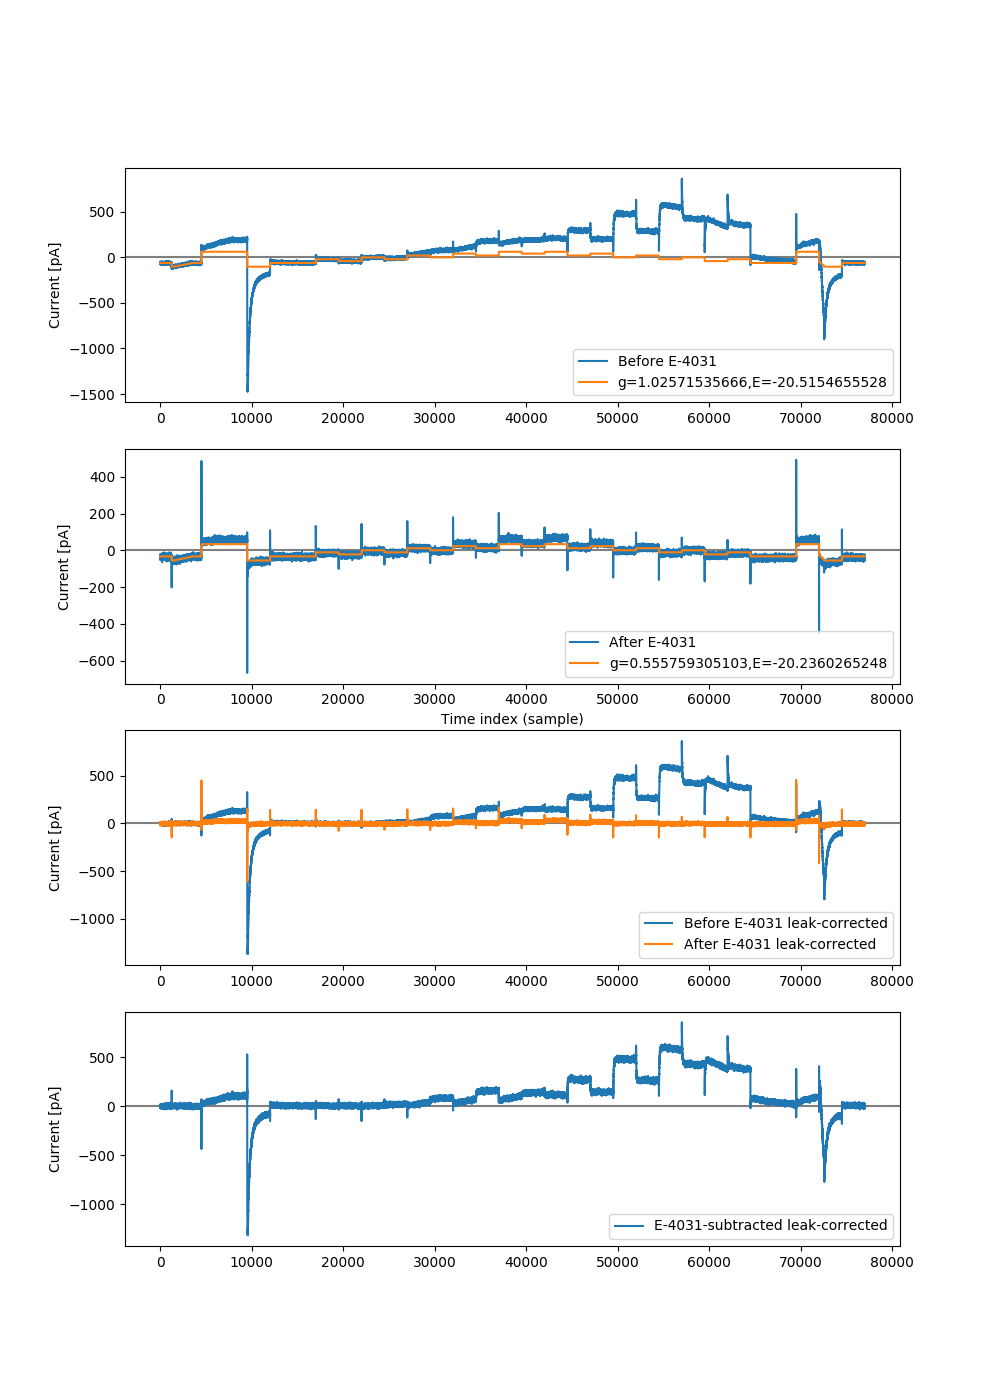 Current [pA]
500
0
−500
−1000
−1500
Before E-4031
g=1.02571535666,E=-20.5154655528
0 10000 20000 30000 40000 50000 60000 70000 80000
Current [pA]
400
200
0
−200
−400
−600
After E-4031
g=0.555759305103,E=-20.2360265248
0 10000 20000 30000 40000 50000 60000 70000 80000
Time index (sample)
Current [pA]
500
0
−500
−1000
Before E-4031 leak-corrected
After E-4031 leak-corrected
0 10000 20000 30000 40000 50000 60000 70000 80000
Current [pA]
500
0
−500
−1000
E-4031-subtracted leak-corrected
0 10000 20000 30000 40000 50000 60000 70000 80000